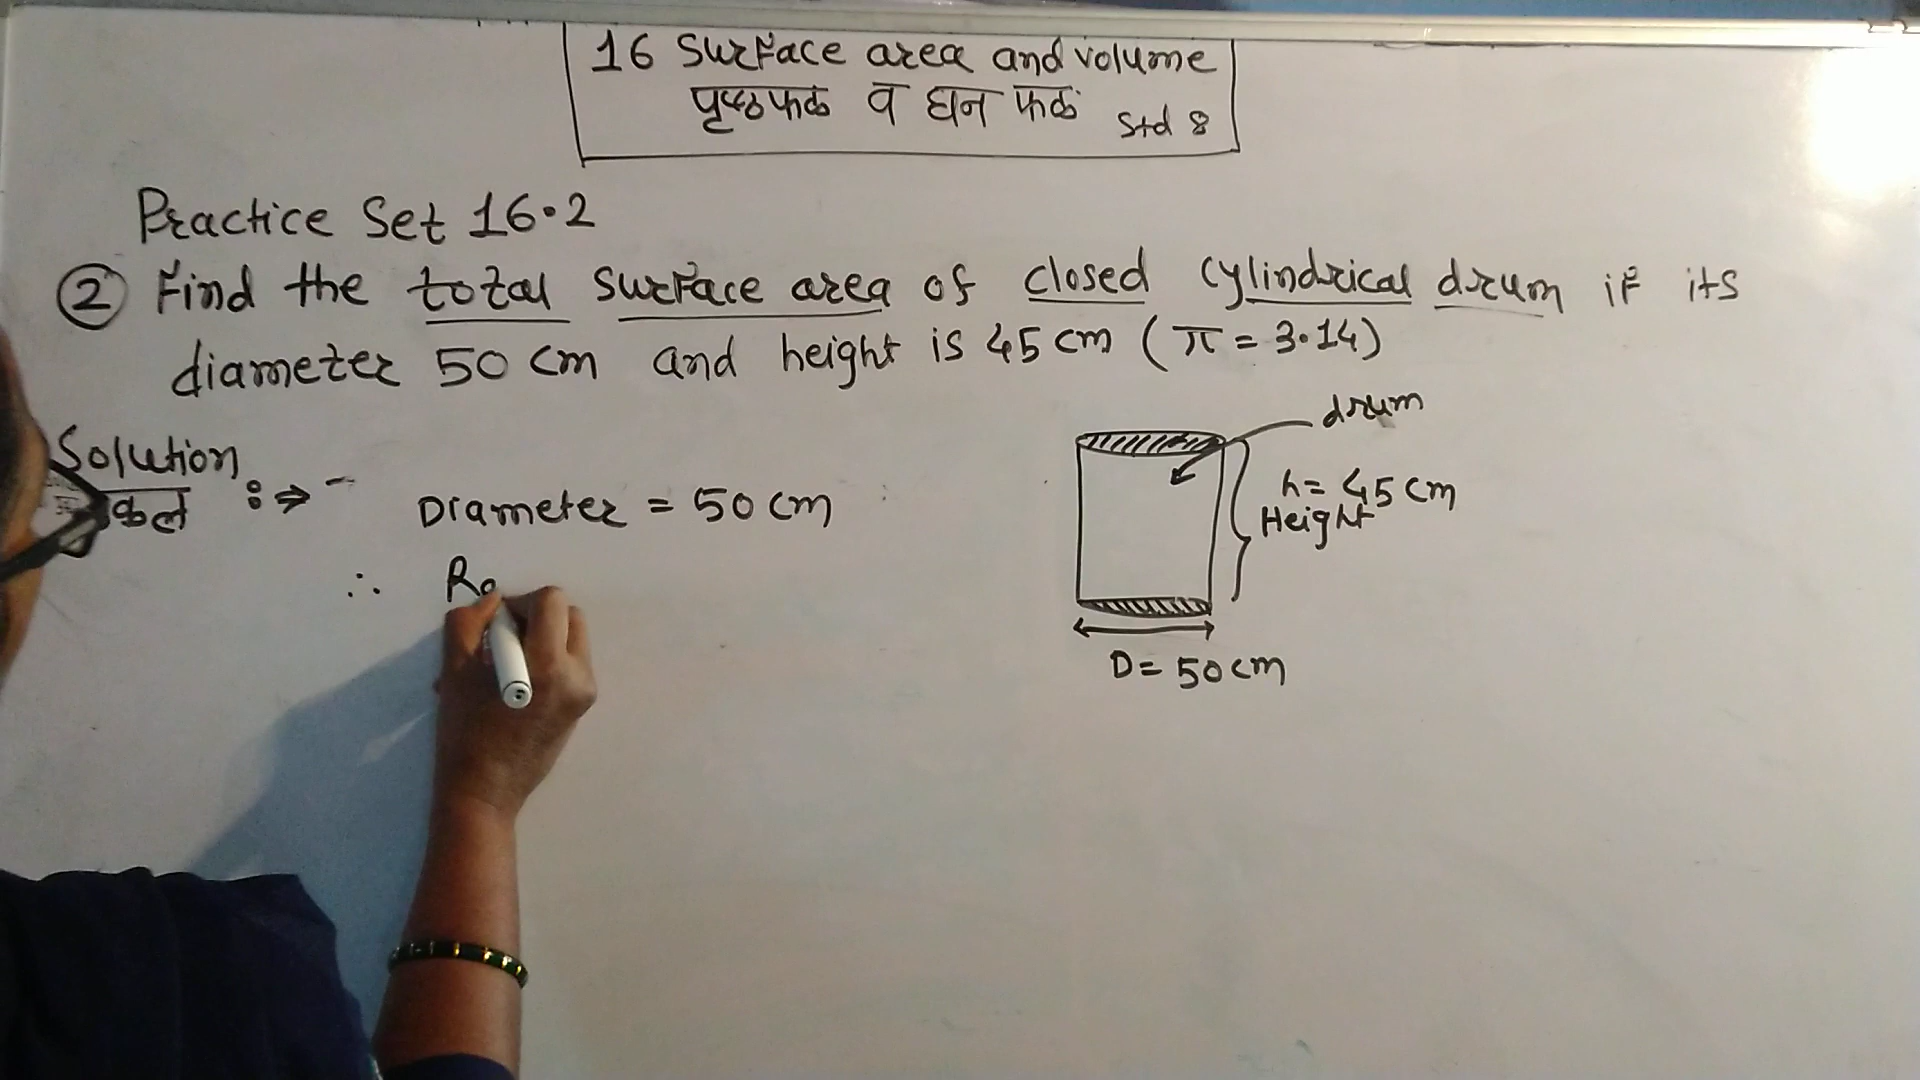 16 Surface area and volume
पृष्ठफळ व घन फळ Std 8
Practice Set 16.2
② Find the total surface area of closed cylindrical drum if its
diameter 50 cm and height is 45 cm (π = 3.14)
drum
Solution
h = 45 cm
Height
:⇒ -
Diameter = 50 cm
∴ Ra
D = 50 cm